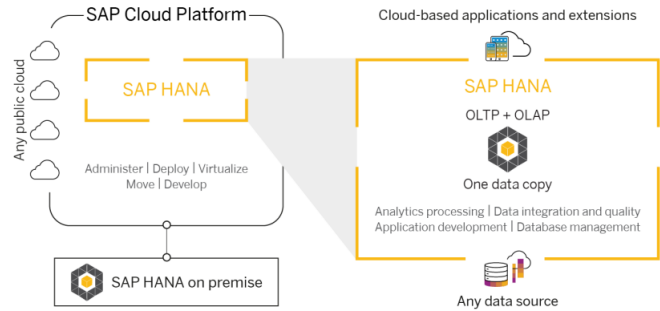 SAP Cloud Platform
Any public cloud
SAP HANA
Administer | Deploy | Virtualize
Move | Develop
SAP HANA on premise
Cloud-based applications and extensions
SAP HANA
OLTP + OLAP
One data copy
Analytics processing | Data integration and quality
Application development | Database management
Any data source